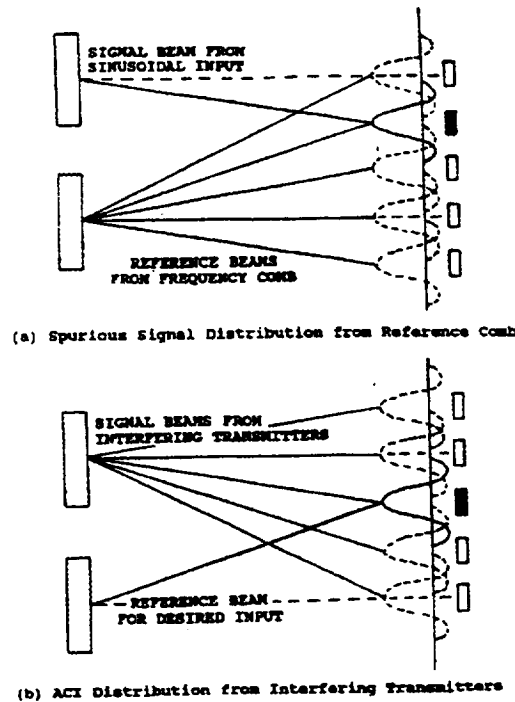 SIGNAL BEAM FROM
SINUSOIDAL INPUT
REFERENCE BEAMS
FROM FREQUENCY COMB
(a) Spurious Signal Distribution from Reference Comb
SIGNAL BEAMS FROM
INTERFERING TRANSMITTERS
REFERENCE BEAM
FOR DESIRED INPUT
(b) ACI Distribution from Interfering Transmitters